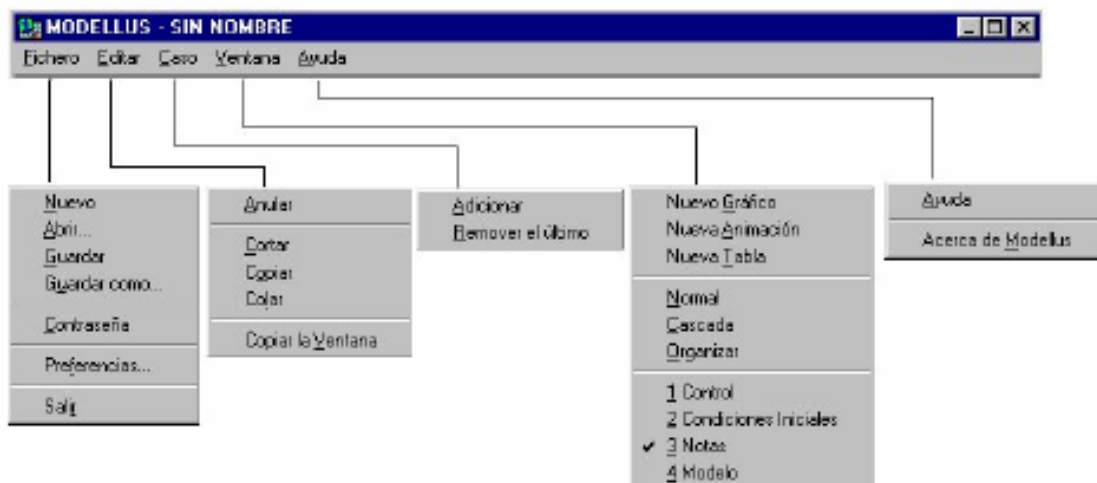 MODELLUS - SIN NOMBRE
Fichero Editar Caso Ventana Ayuda
Nuevo
Abrir...
Guardar
Guardar como...
Contraseña
Preferencias...
Salir
Anular
Cortar
Copiar
Colar
Copiar la Ventana
Adicionar
Remover el último
Nuevo Gráfico
Nueva Animación
Nueva Tabla
Normal
Cascada
Organizar
1 Control
2 Condiciones Iniciales
✔ 3 Notas
4 Modelo
Ayuda
Acerca de Modellus